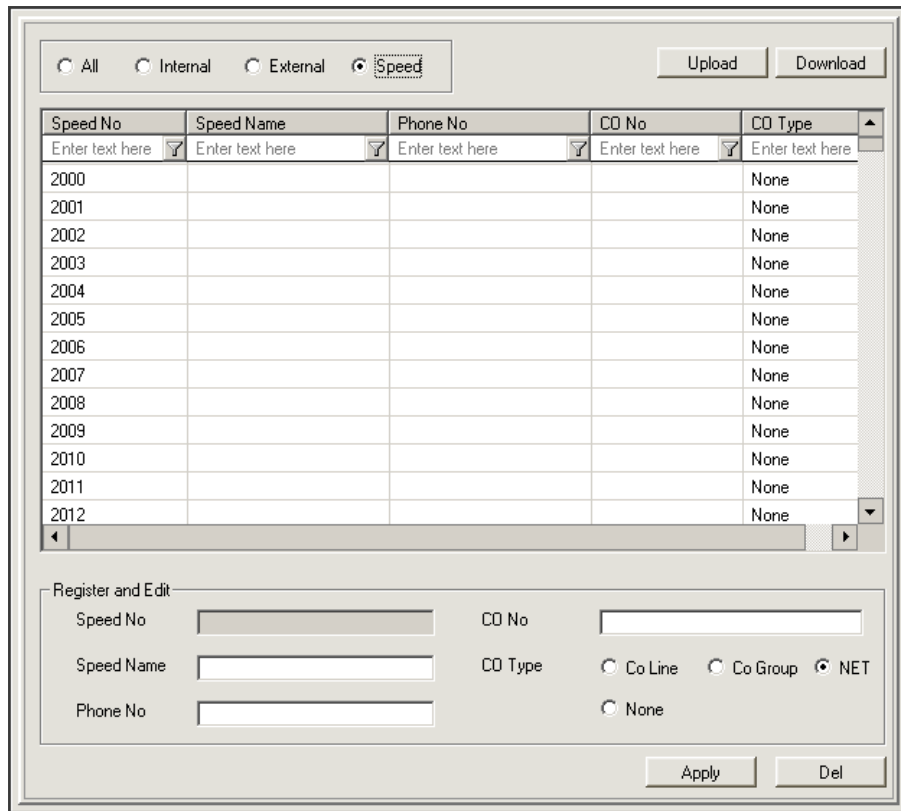 All Internal External Speed Upload Download
Speed No Speed Name Phone No CO No CO Type
Enter text here Enter text here Enter text here Enter text here Enter text here
2000 None
2001 None
2002 None
2003 None
2004 None
2005 None
2006 None
2007 None
2008 None
2009 None
2010 None
2011 None
2012 None
Register and Edit
Speed No CO No
Speed Name CO Type Co Line Co Group NET
Phone No None
Apply Del